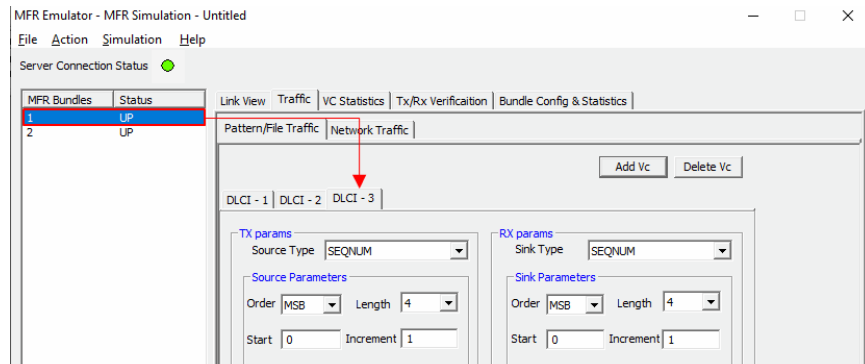 MFR Emulator - MFR Simulation - Untitled
File Action Simulation Help
Server Connection Status
MFR Bundles Status
1 UP
2 UP
Link View Traffic VC Statistics Tx/Rx Verificaition Bundle Config & Statistics
Pattern/File Traffic Network Traffic
Add Vc Delete Vc
DLCI - 1 DLCI - 2 DLCI - 3
TX params
Source Type SEQNUM
Source Parameters
Order MSB Length 4
Start 0 Increment 1
RX params
Sink Type SEQNUM
Sink Parameters
Order MSB Length 4
Start 0 Increment 1